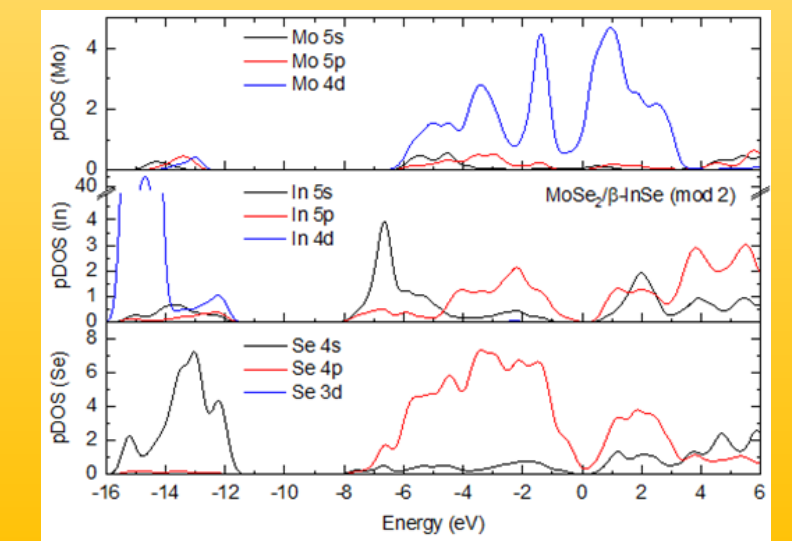 pDOS (Mo)
4
2
0
Mo 5s
Mo 5p
Mo 4d
pDOS (In)
40
4
3
2
1
0
In 5s
In 5p
In 4d
MoSe₂/β-InSe (mod 2)
pDOS (Se)
8
6
4
2
0
Se 4s
Se 4p
Se 3d
-16 -14 -12 -10 -8 -6 -4 -2 0 2 4 6
Energy (eV)